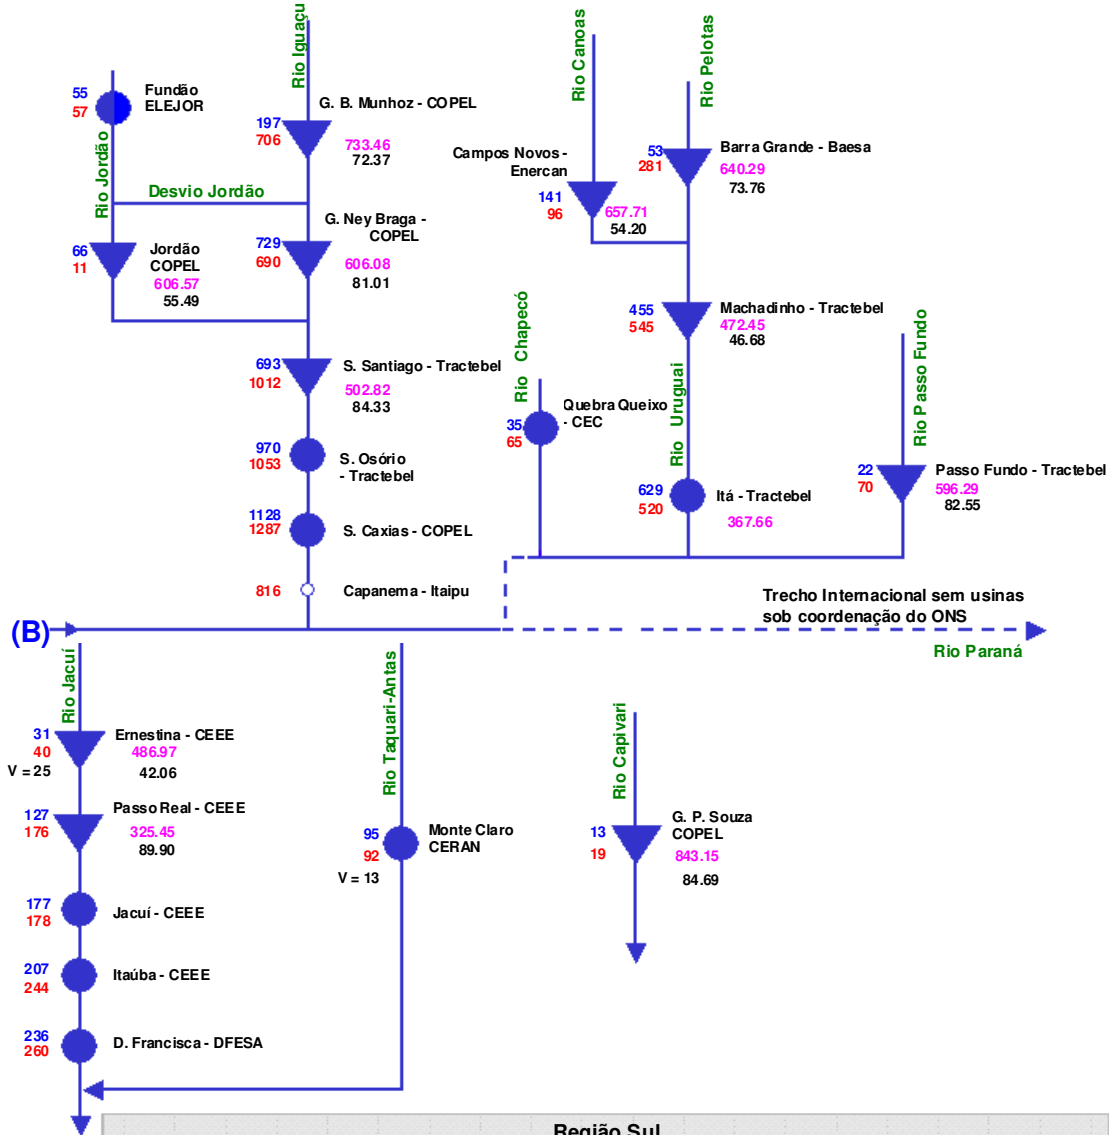 Rio Iguaçu
Rio Canoas
Rio Pelotas
55
57
Fundão
ELEJOR
Rio Jordão
Desvio Jordão
G. B. Munhoz - COPEL
197
706
733.46
72.37
Campos Novos -
Enercan
141
96
657.71
54.20
53
281
Barra Grande - Baesa
640.29
73.76
66
11
Jordão
COPEL
606.57
55.49
G. Ney Braga -
COPEL
729
690
606.08
81.01
455
545
Machadinho - Tractebel
472.45
46.68
Rio Chapecó
Rio Uruguai
Rio Passo Fundo
693
1012
S. Santiago - Tractebel
502.82
84.33
35
65
Quebra Queixo
- CEC
970
1053
S. Osório
- Tractebel
629
520
Itá - Tractebel
367.66
22
70
Passo Fundo - Tractebel
596.29
82.55
1128
1287
S. Caxias - COPEL
816
Capanema - Itaipu
Trecho Internacional sem usinas
sob coordenação do ONS
(B)
Rio Paraná
Rio Jacuí
Rio Taquari-Antas
Rio Capivari
31
40
V = 25
Ernestina - CEEE
486.97
42.06
127
176
Passo Real - CEEE
325.45
89.90
95
92
V = 13
Monte Claro
CERAN
13
19
G. P. Souza
COPEL
843.15
84.69
177
178
Jacuí - CEEE
207
244
Itaúba - CEEE
236
260
D. Francisca - DFESA
Região Sul